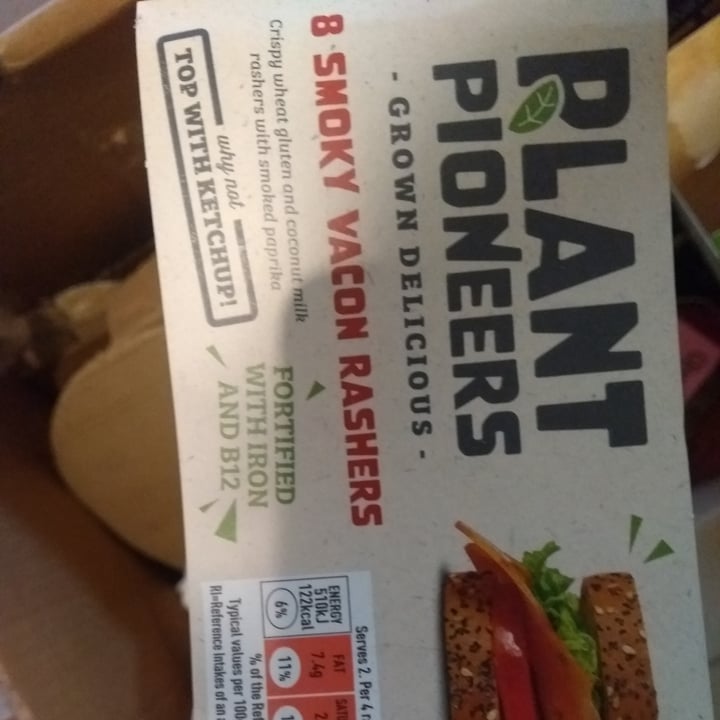 PLANT
PIONEERS
- GROWN DELICIOUS -
8 SMOKY VACON RASHERS
Crispy wheat gluten and coconut milk
rashers with smoked paprika
why not
TOP WITH KETCHUP!
FORTIFIED
WITH IRON
AND B12
Serves 2. Per 4
ENERGY
510kJ
122kcal
6%
FAT
7.4g
11%
% of the
Typical values per 100
RI=Reference Intakes of an